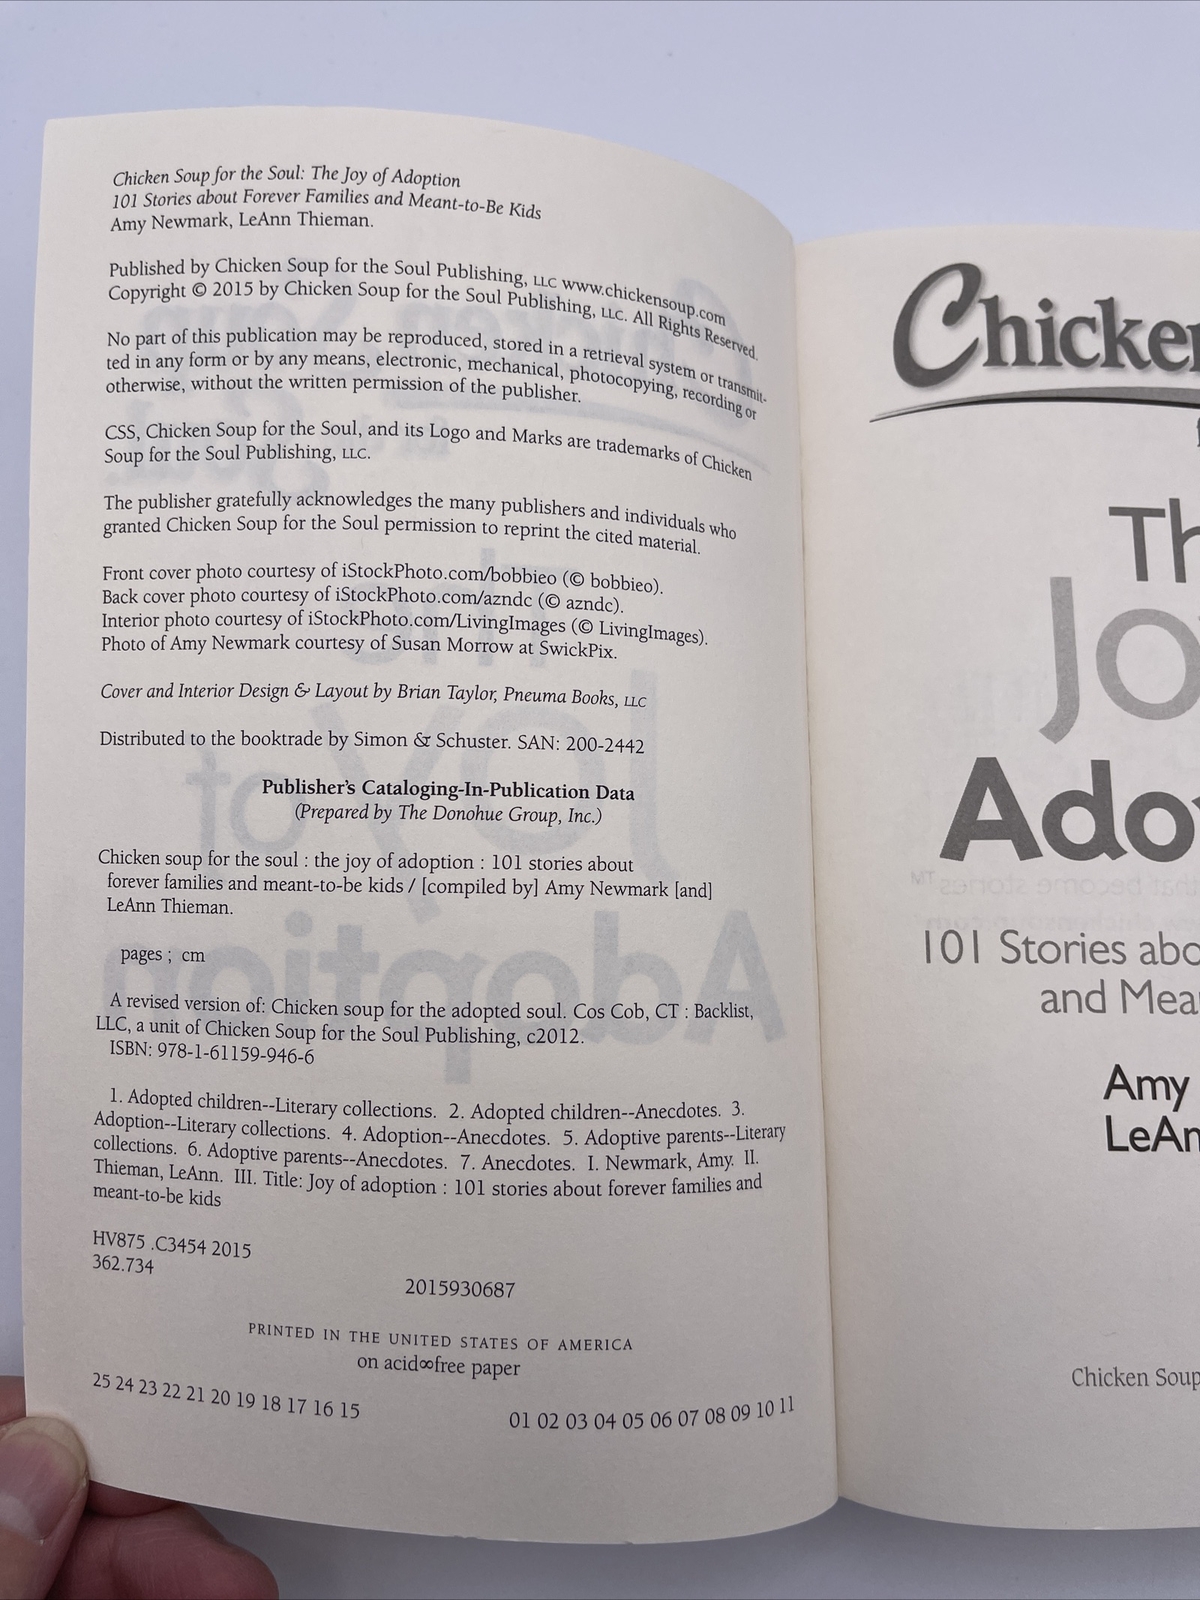 Chicken Soup for the Soul: The Joy of Adoption
101 Stories about Forever Families and Meant-to-Be Kids
Amy Newmark, LeAnn Thieman.
Published by Chicken Soup for the Soul Publishing, LLC www.chickensoup.com
Copyright © 2015 by Chicken Soup for the Soul Publishing, LLC. All Rights Reserved.
No part of this publication may be reproduced, stored in a retrieval system or transmit-
ted in any form or by any means, electronic, mechanical, photocopying, recording or
otherwise, without the written permission of the publisher.
CSS, Chicken Soup for the Soul, and its Logo and Marks are trademarks of Chicken
Soup for the Soul Publishing, LLC.
The publisher gratefully acknowledges the many publishers and individuals who
granted Chicken Soup for the Soul permission to reprint the cited material.
Front cover photo courtesy of iStockPhoto.com/bobbieo (© bobbieo).
Back cover photo courtesy of iStockPhoto.com/azndc (© azndc).
Interior photo courtesy of iStockPhoto.com/LivingImages (© LivingImages).
Photo of Amy Newmark courtesy of Susan Morrow at SwickPix.
Cover and Interior Design & Layout by Brian Taylor, Pneuma Books, LLC
Distributed to the booktrade by Simon & Schuster. SAN: 200-2442
Publisher's Cataloging-In-Publication Data
(Prepared by The Donohue Group, Inc.)
Chicken soup for the soul : the joy of adoption : 101 stories about
forever families and meant-to-be kids / [compiled by] Amy Newmark [and]
LeAnn Thieman.
pages ; cm
A revised version of: Chicken soup for the adopted soul. Cos Cob, CT : Backlist,
LLC, a unit of Chicken Soup for the Soul Publishing, c2012.
ISBN: 978-1-61159-946-6
1. Adopted children--Literary collections. 2. Adopted children--Anecdotes. 3.
Adoption--Literary collections. 4. Adoption--Anecdotes. 5. Adoptive parents--Literary
collections. 6. Adoptive parents--Anecdotes. 7. Anecdotes. I. Newmark, Amy. II.
Thieman, LeAnn. III. Title: Joy of adoption : 101 stories about forever families and
meant-to-be kids
HV875 .C3454 2015
362.734
2015930687
PRINTED IN THE UNITED STATES OF AMERICA
on acid∞free paper
25 24 23 22 21 20 19 18 17 16 15
01 02 03 04 05 06 07 08 09 10 11
Chicken
Th
Joy
Adop
101 Stories abo
and Mean
Amy
LeAn
Chicken Soup